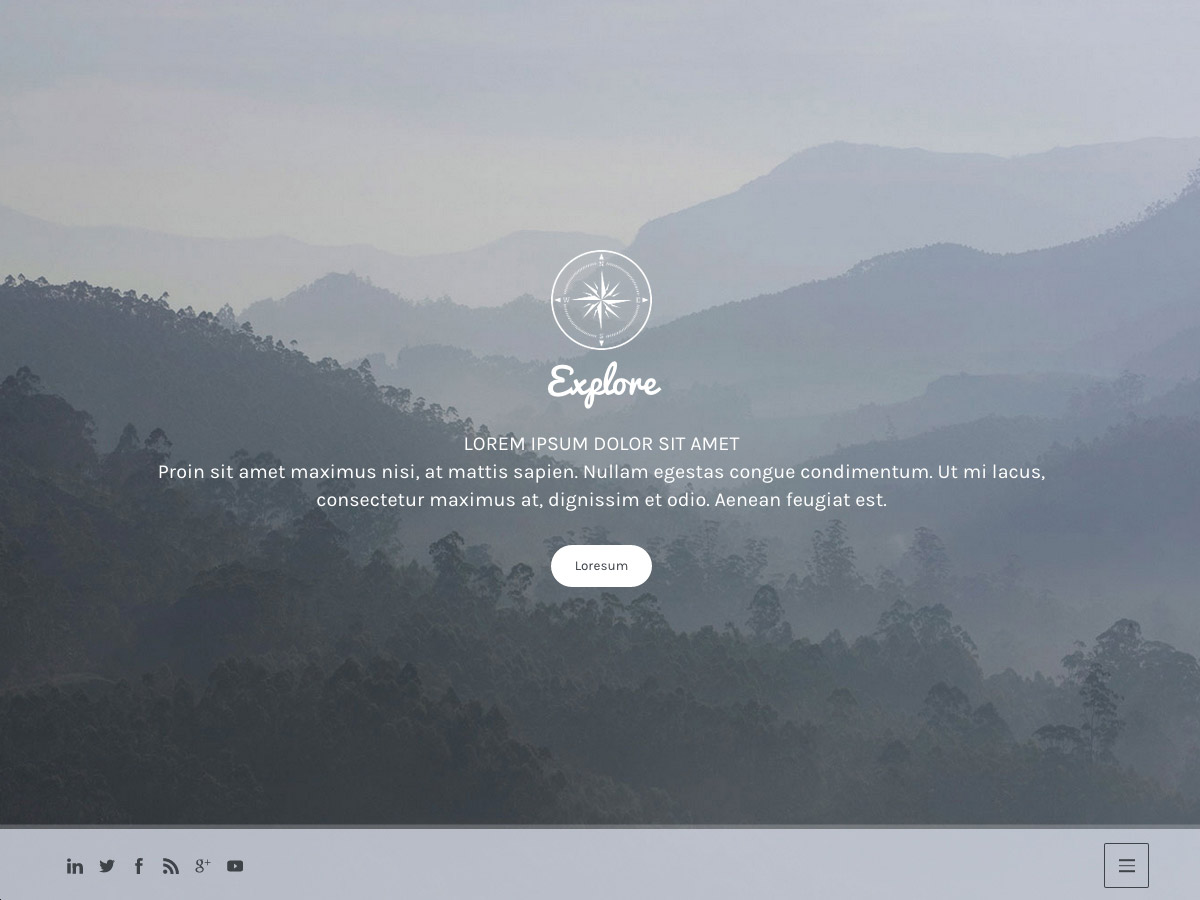 N
W
S
Explore
LOREM IPSUM DOLOR SIT AMET
Proin sit amet maximus nisi, at mattis sapien. Nullam egestas congue condimentum. Ut mi lacus,
consectetur maximus at, dignissim et odio. Aenean feugiat est.
Loresum
in
g+